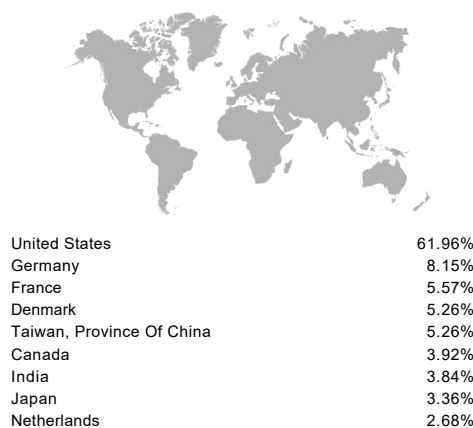 United States 61.96%
Germany 8.15%
France 5.57%
Denmark 5.26%
Taiwan, Province Of China 5.26%
Canada 3.92%
India 3.84%
Japan 3.36%
Netherlands 2.68%